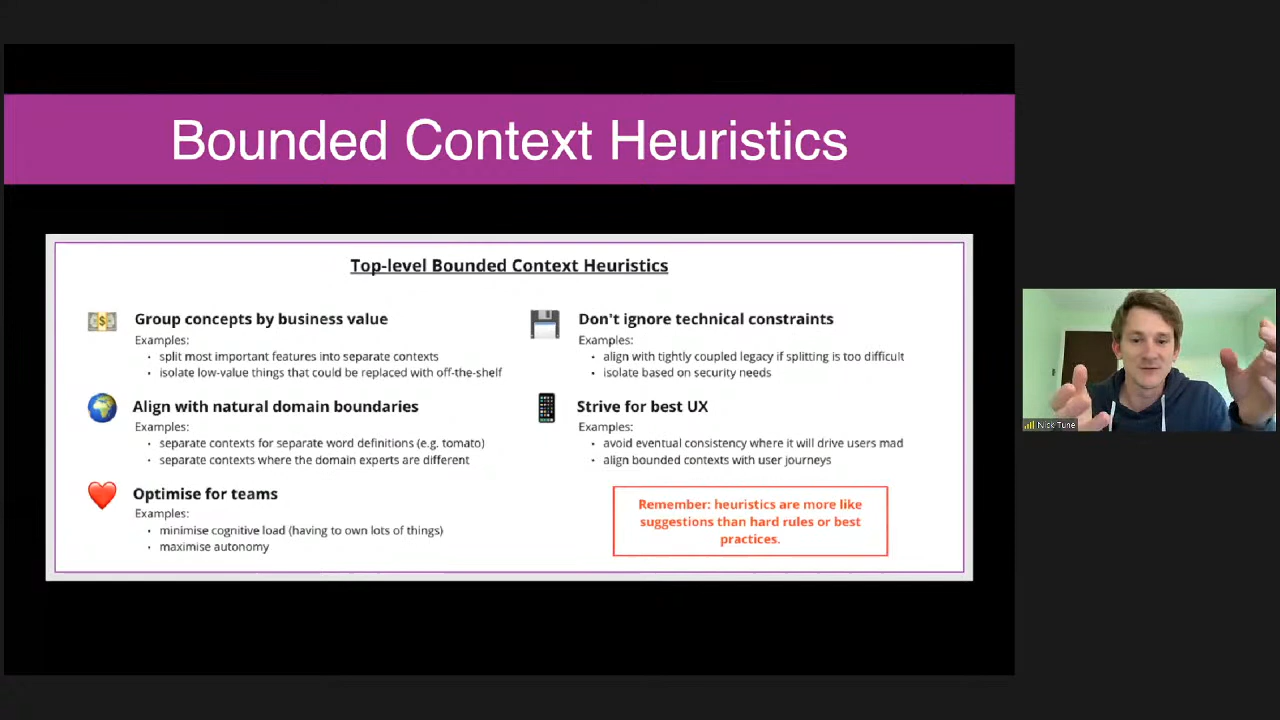 Bounded Context Heuristics
Top-level Bounded Context Heuristics
Group concepts by business value
Examples:
• split most important features into separate contexts
• isolate low-value things that could be replaced with off-the-shelf
Align with natural domain boundaries
Examples:
• separate contexts for separate word definitions (e.g. tomato)
• separate contexts where the domain experts are different
Optimise for teams
Examples:
• minimise cognitive load (having to own lots of things)
• maximise autonomy
Don't ignore technical constraints
Examples:
• align with tightly coupled legacy if splitting is too difficult
• isolate based on security needs
Strive for best UX
Examples:
• avoid eventual consistency where it will drive users mad
• align bounded contexts with user journeys
Remember: heuristics are more like
suggestions than hard rules or best
practices.
Nick Tune